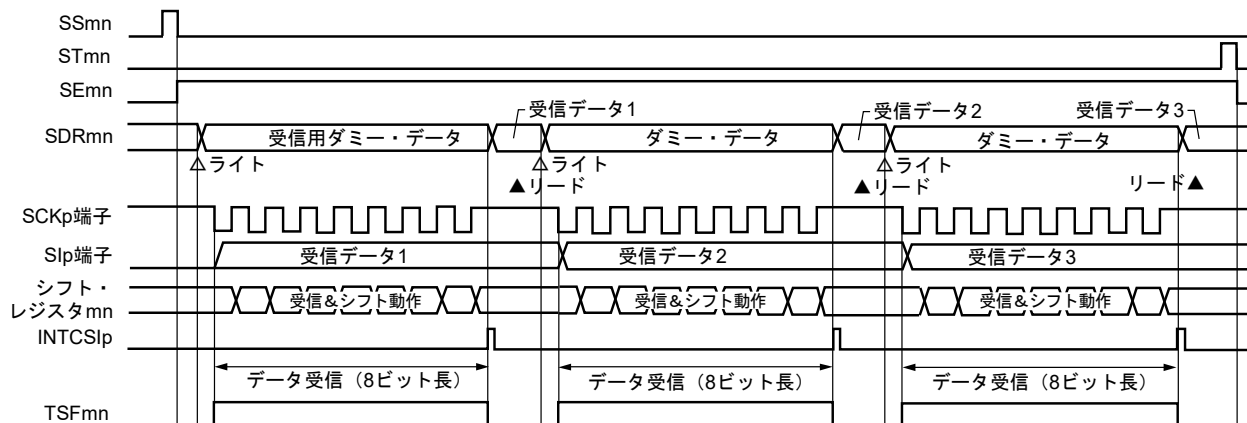 SSmn
STmn
SEmn
受信データ1
受信データ2
受信データ3
SDRmn
受信用ダミー・データ
ダミー・データ
ダミー・データ
△ライト
△ライト
△ライト
▲リード
▲リード
リード▲
SCKp端子
SIp端子
受信データ1
受信データ2
受信データ3
シフト・
レジスタmn
受信&シフト動作
受信&シフト動作
受信&シフト動作
INTCSIp
データ受信(8ビット長)
データ受信(8ビット長)
データ受信(8ビット長)
TSFmn